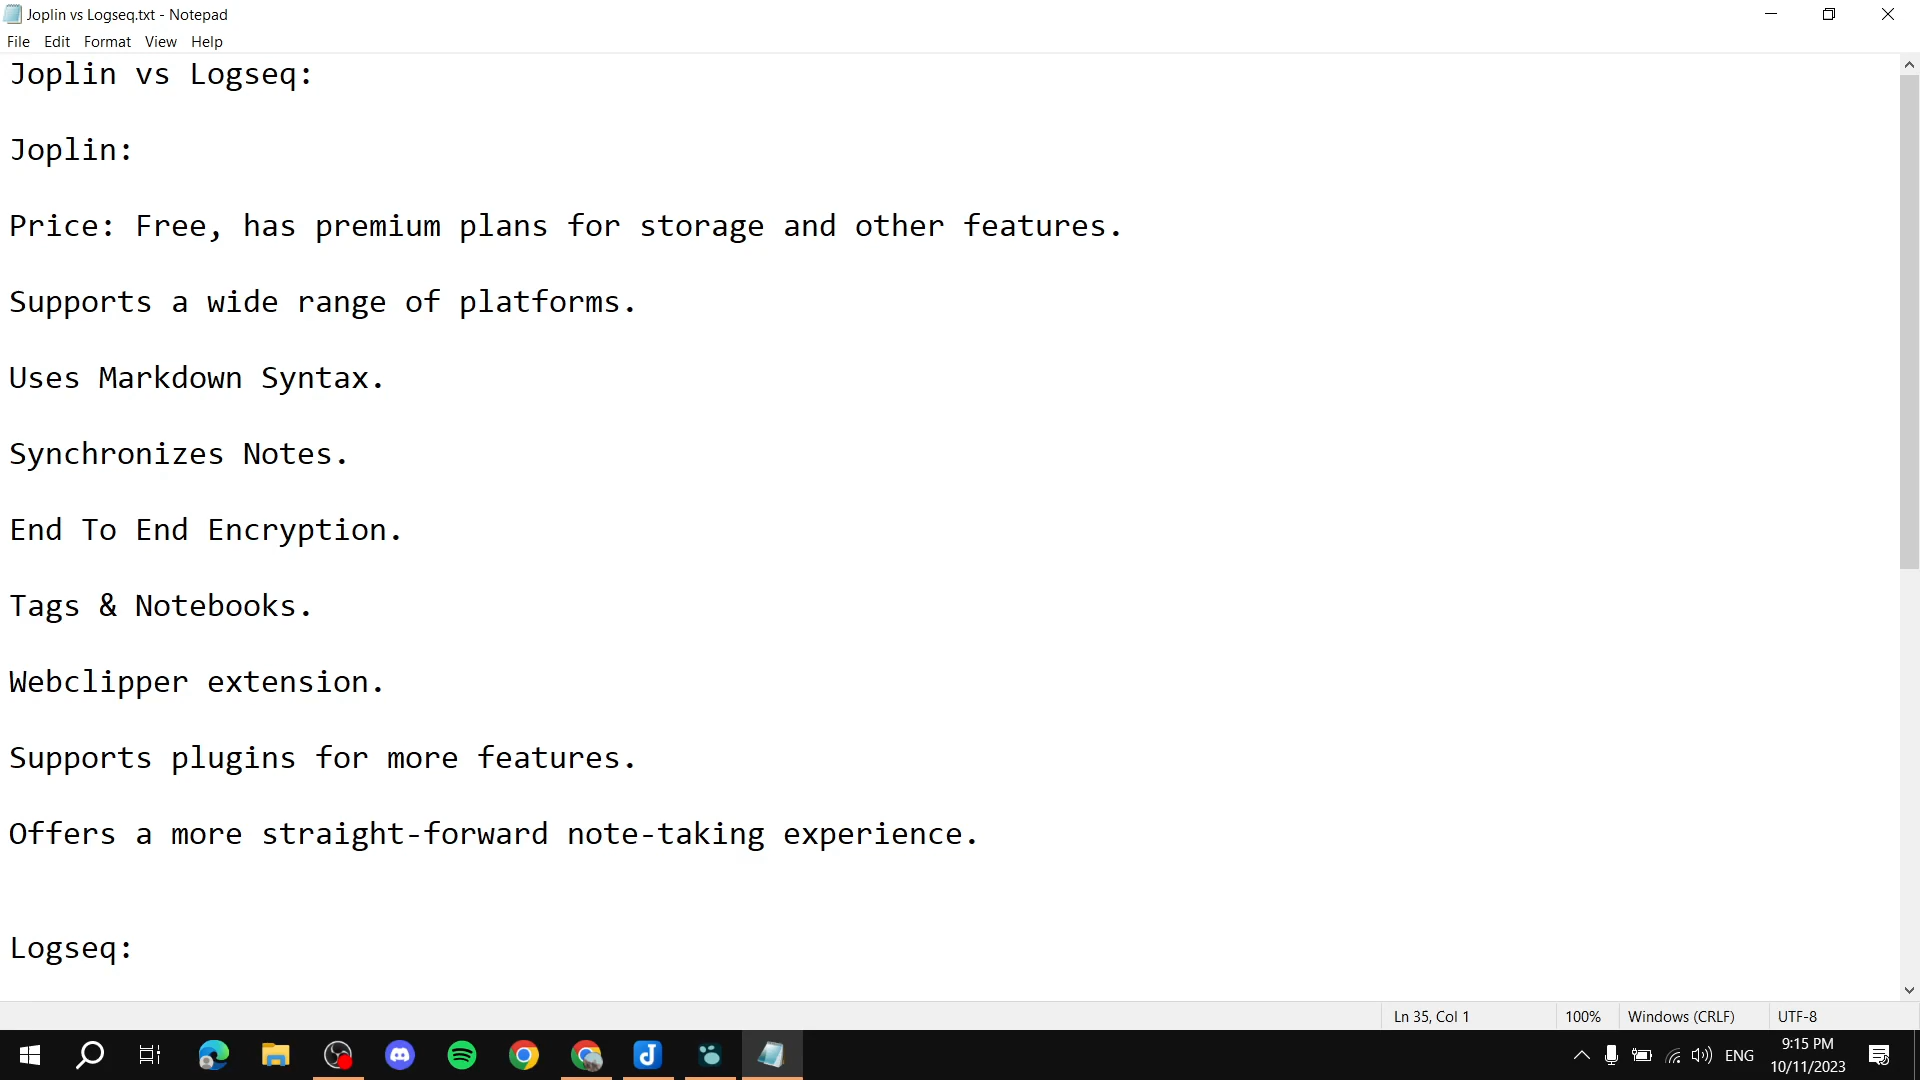 Joplin vs Logseq.txt - Notepad
File Edit Format View Help
Joplin vs Logseq:
Joplin:
Price: Free, has premium plans for storage and other features.
Supports a wide range of platforms.
Uses Markdown Syntax.
Synchronizes Notes.
End To End Encryption.
Tags & Notebooks.
Webclipper extension.
Supports plugins for more features.
Offers a more straight-forward note-taking experience.
Logseq:
Ln 35, Col 1 100% Windows (CRLF) UTF-8
ENG
9:15 PM
10/11/2023